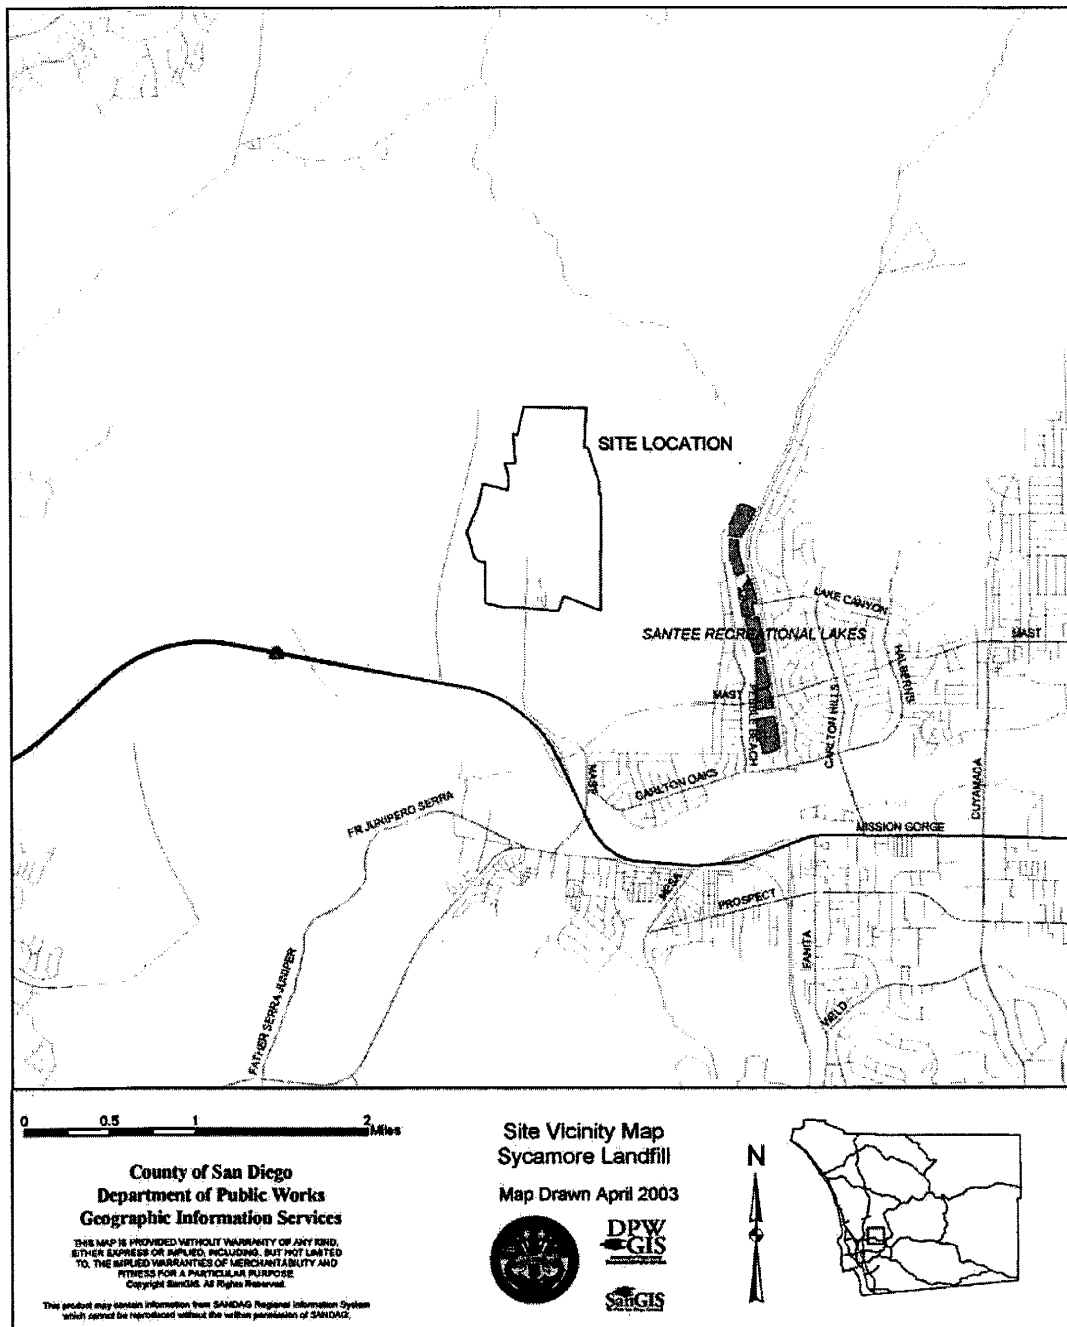 SITE LOCATION
LAKE CANYON
SANTEE RECREATIONAL LAKES
MAST
HALBERNS
MAST
CARLTON HILLS
BEACH
MAST
CARLTON OAKS
CUYAMACA
FR JUNIPERO SERRA
MISSION GORGE
MESA
PROSPECT
FANITA
FATHER SERRA JUNIPER
0 0.5 1 2
Miles
County of San Diego
Department of Public Works
Geographic Information Services
THIS MAP IS PROVIDED WITHOUT WARRANTY OF ANY KIND,
EITHER EXPRESS OR IMPLIED, INCLUDING, BUT NOT LIMITED
TO, THE IMPLIED WARRANTIES OF MERCHANTABILITY AND
FITNESS FOR A PARTICULAR PURPOSE
Copyright SanGIS. All Rights Reserved.
This product may contain information from SANDAG Regional Information System
which cannot be reproduced without the written permission of SANDAG.
Site Vicinity Map
Sycamore Landfill
Map Drawn April 2003
DPW
GIS
SanGIS
N